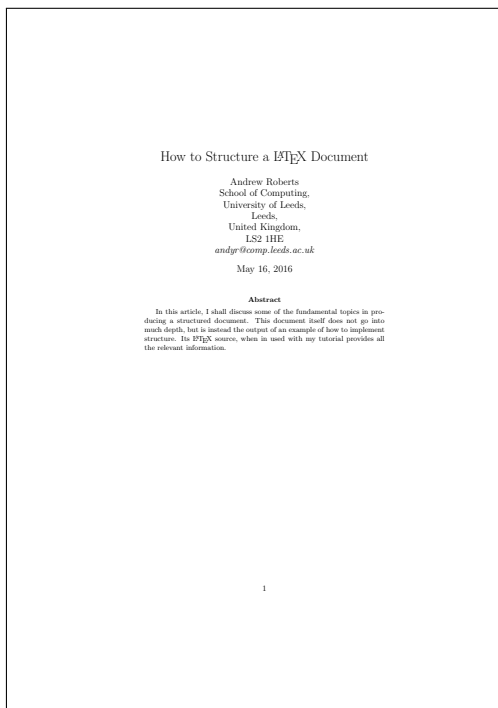 How to Structure a LATEX Document
Andrew Roberts
School of Computing,
University of Leeds,
Leeds,
United Kingdom,
LS2 1HE
andyr@comp.leeds.ac.uk
May 16, 2016
Abstract
In this article, I shall discuss some of the fundamental topics in pro-
ducing a structured document. This document itself does not go into
much depth, but is instead the output of an example of how to implement
structure. Its LATEX source, when in used with my tutorial provides all
the relevant information.
1